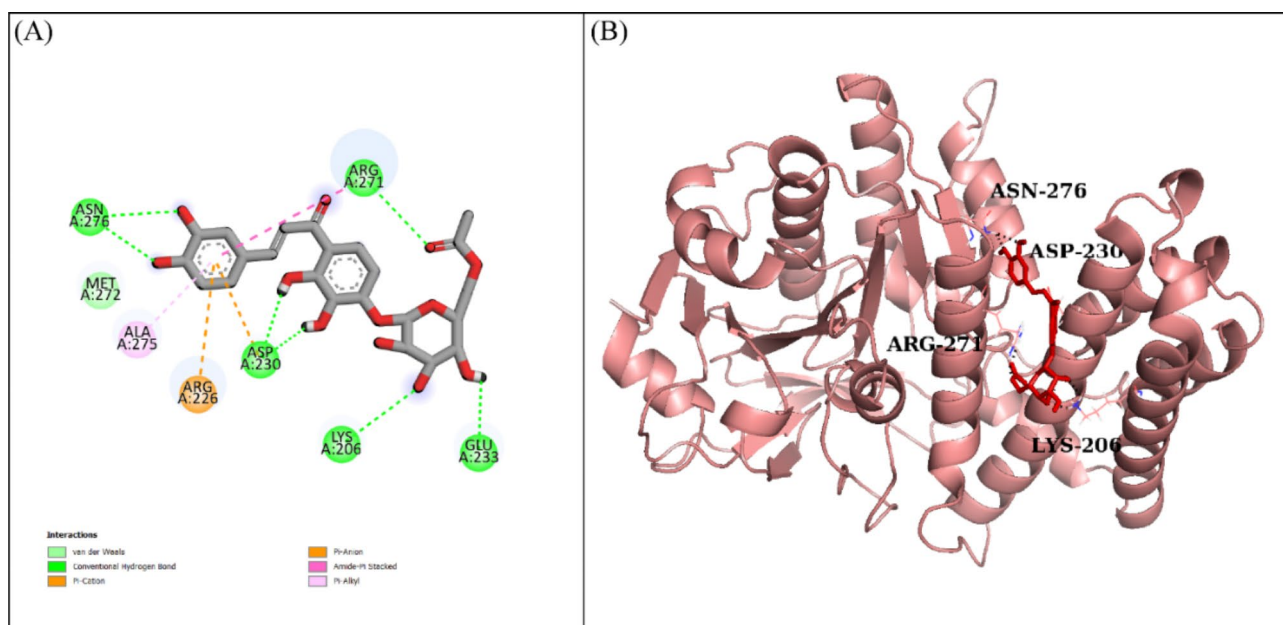 (A)
ARG
A:271
ASN
A:276
MET
A:272
ALA
A:275
ASP
A:230
ARG
A:226
LYS
A:206
GLU
A:233
Interactions
van der Waals
Conventional Hydrogen Bond
Pi-Cation
Pi-Anion
Amide-Pi Stacked
Pi-Alkyl
(B)
ASN-276
ASP-230
ARG-271
LYS-206